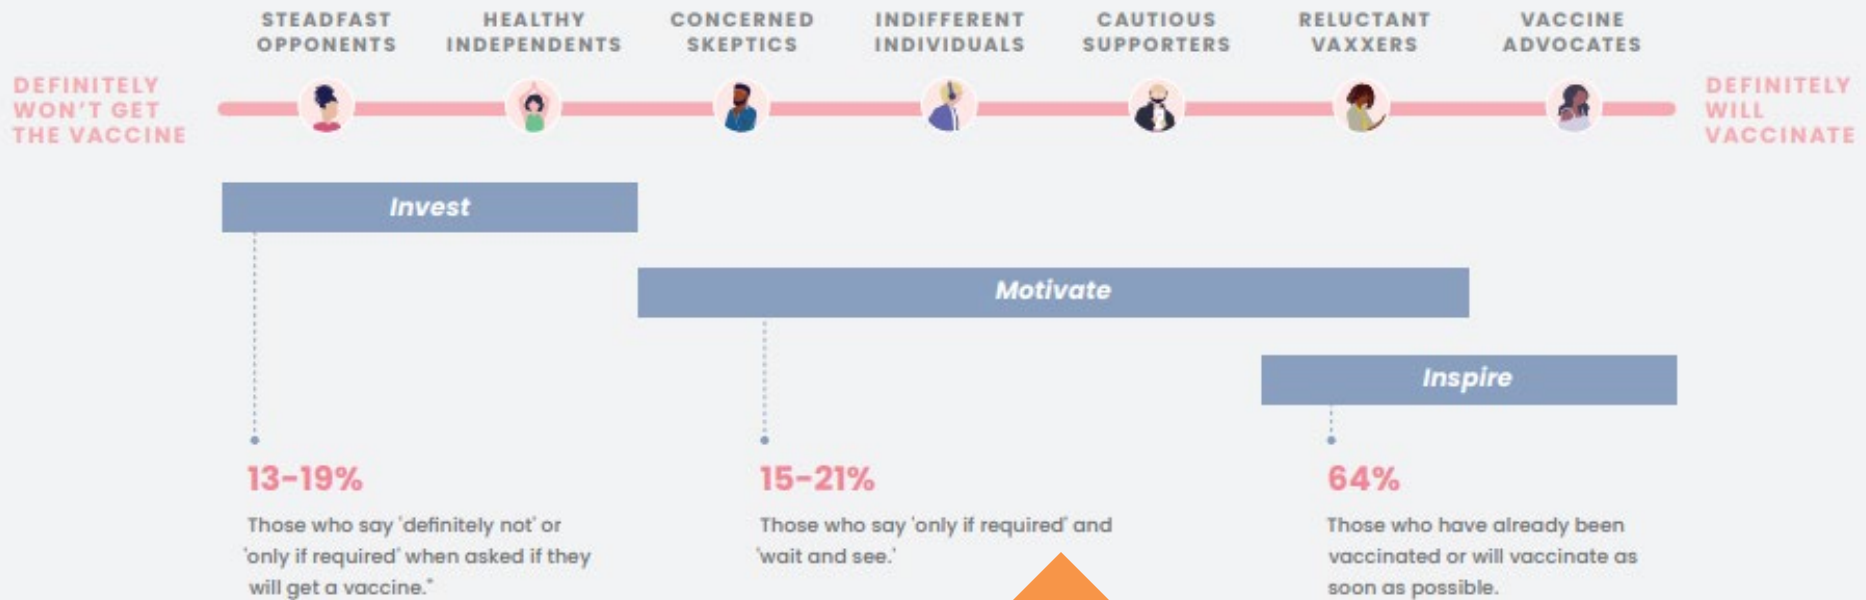 STEADFAST
OPPONENTS
HEALTHY
INDEPENDENTS
CONCERNED
SKEPTICS
INDIFFERENT
INDIVIDUALS
CAUTIOUS
SUPPORTERS
RELUCTANT
VAXXERS
VACCINE
ADVOCATES
DEFINITELY
WON'T GET
THE VACCINE
DEFINITELY
WILL
VACCINATE
Invest
Motivate
Inspire
13-19%
Those who say 'definitely not' or
'only if required' when asked if they
will get a vaccine."
15-21%
Those who say 'only if required' and
'wait and see.'
64%
Those who have already been
vaccinated or will vaccinate as
soon as possible.